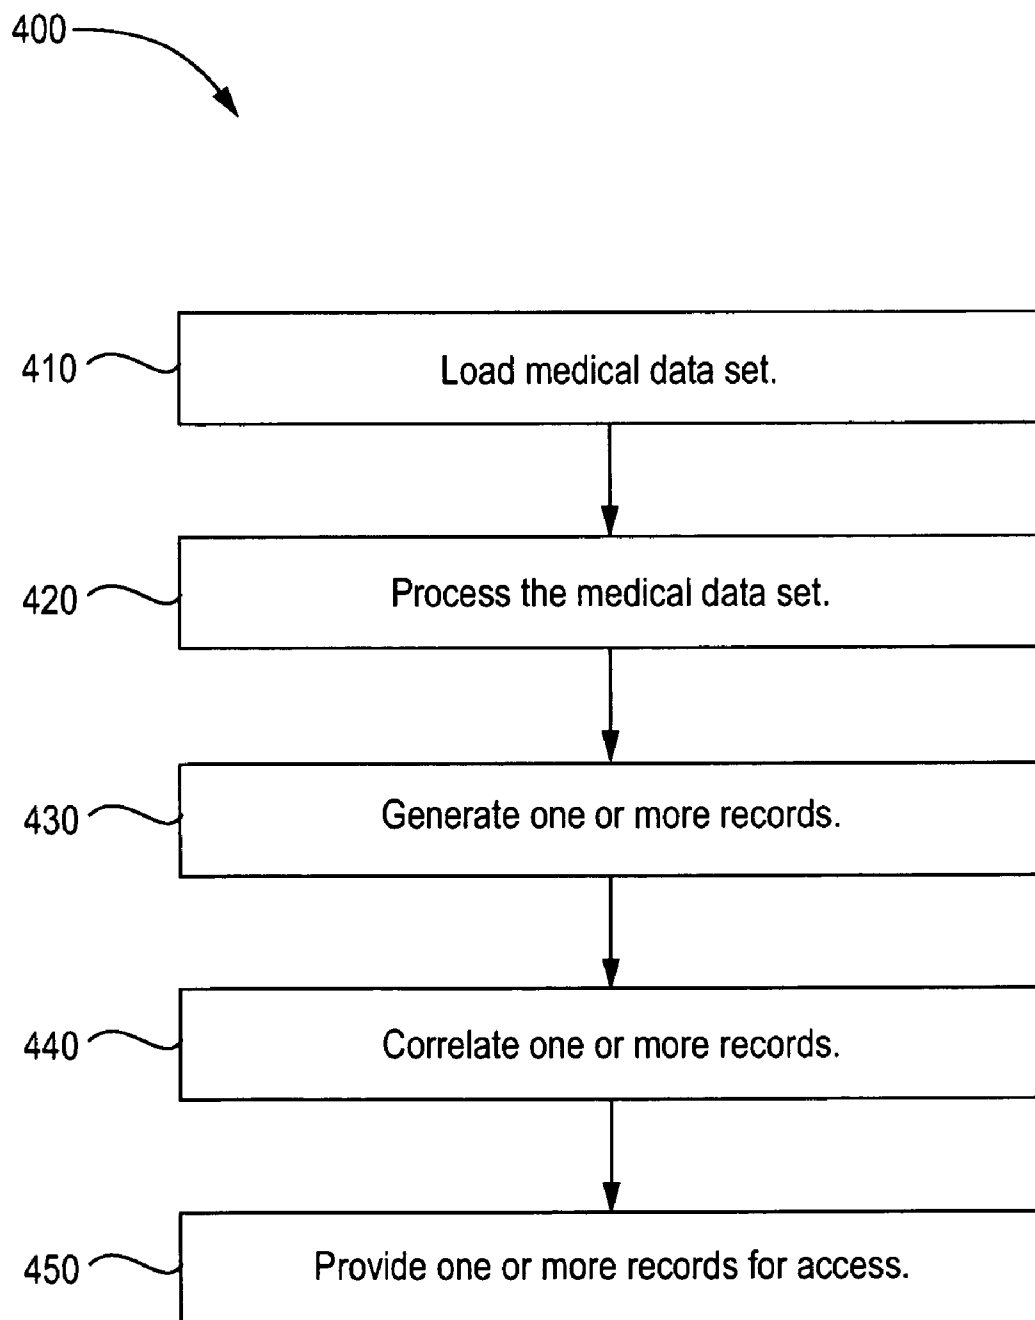 400
410 Load medical data set.
420 Process the medical data set.
430 Generate one or more records.
440 Correlate one or more records.
450 Provide one or more records for access.